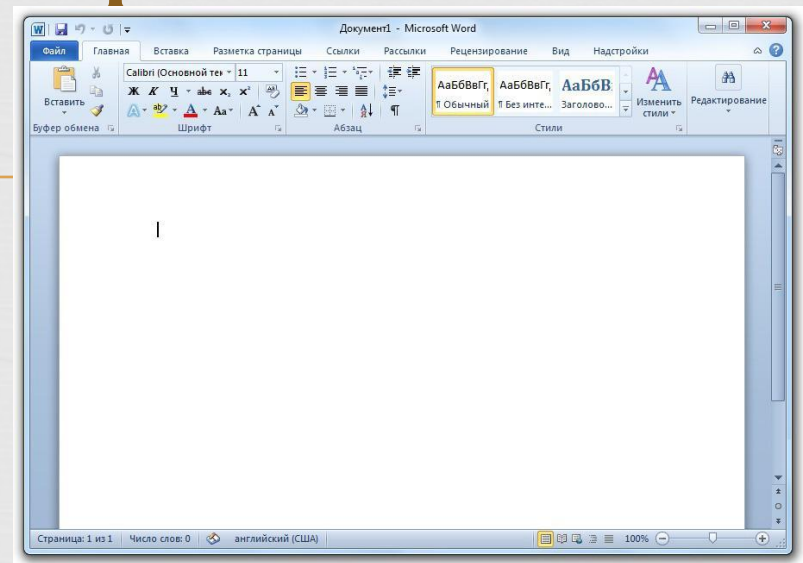 Документ1 - Microsoft Word
Файл Главная Вставка Разметка страницы Ссылки Рассылки Рецензирование Вид Надстройки
Calibri (Основной тек 11
Ж К Ч abe x₂ x²
Aa A A
Вставить
АаБбВвГг, АаБбВвГг, АаБбВ
¶ Обычный ¶ Без инте... Заголово...
Изменить стили
Редактирование
Буфер обмена Шрифт Абзац Стили
Страница: 1 из 1 Число слов: 0 английский (США) 100%